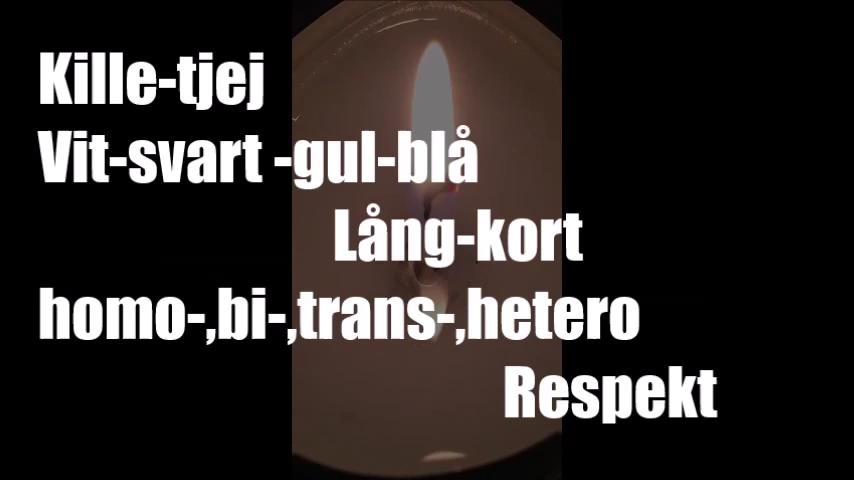 Kille-tjej
Vit-svart -gul-blå
Lång-kort
homo-,bi-,trans-,hetero
Respekt